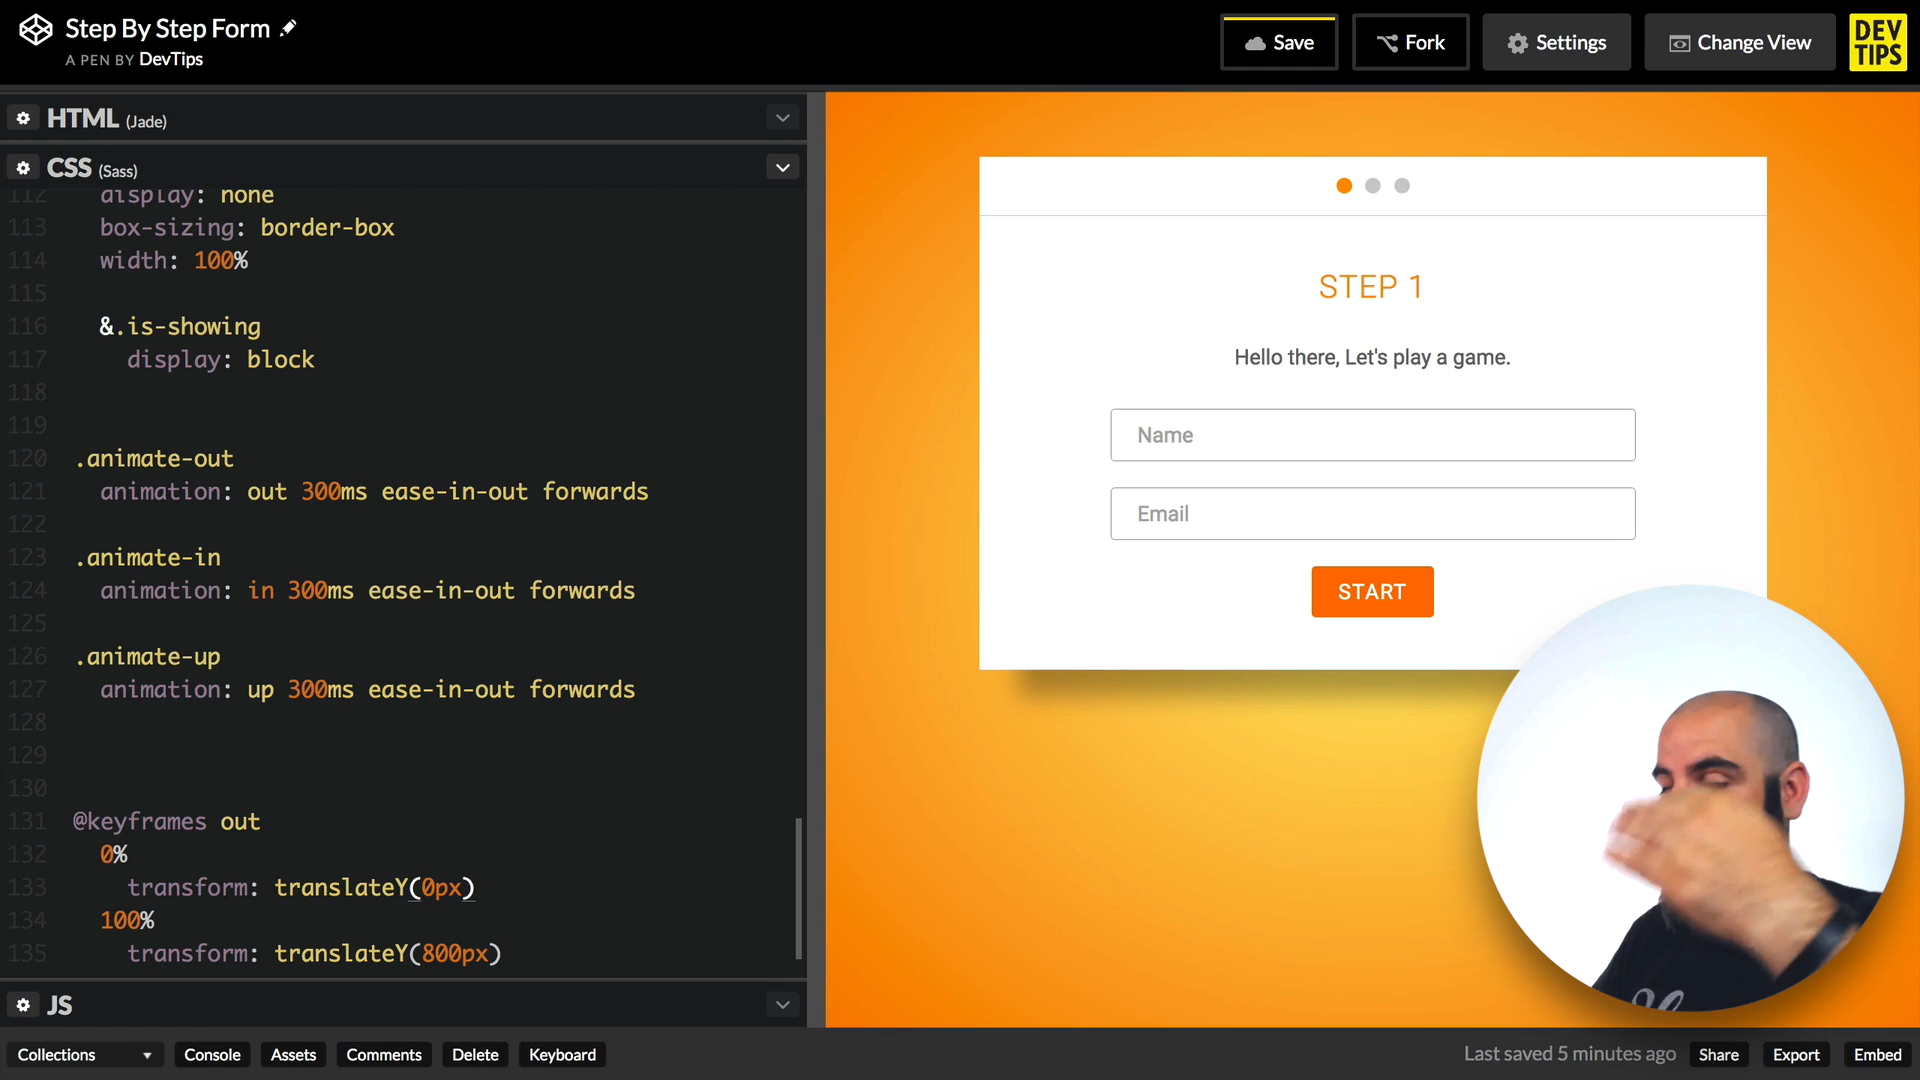 Step By Step Form
A PEN BY DevTips
Save
Fork
Settings
Change View
DEV
TIPS
HTML (Jade)
CSS (Sass)
112 display: none
113 box-sizing: border-box
114 width: 100%
115
116 &.is-showing
117 display: block
118
119
120 .animate-out
121 animation: out 300ms ease-in-out forwards
122
123 .animate-in
124 animation: in 300ms ease-in-out forwards
125
126 .animate-up
127 animation: up 300ms ease-in-out forwards
128
129
130
131 @keyframes out
132 0%
133 transform: translateY(0px)
134 100%
135 transform: translateY(800px)
JS
STEP 1
Hello there, Let's play a game.
Name
Email
START
Collections
Console
Assets
Comments
Delete
Keyboard
Last saved 5 minutes ago
Share
Export
Embed